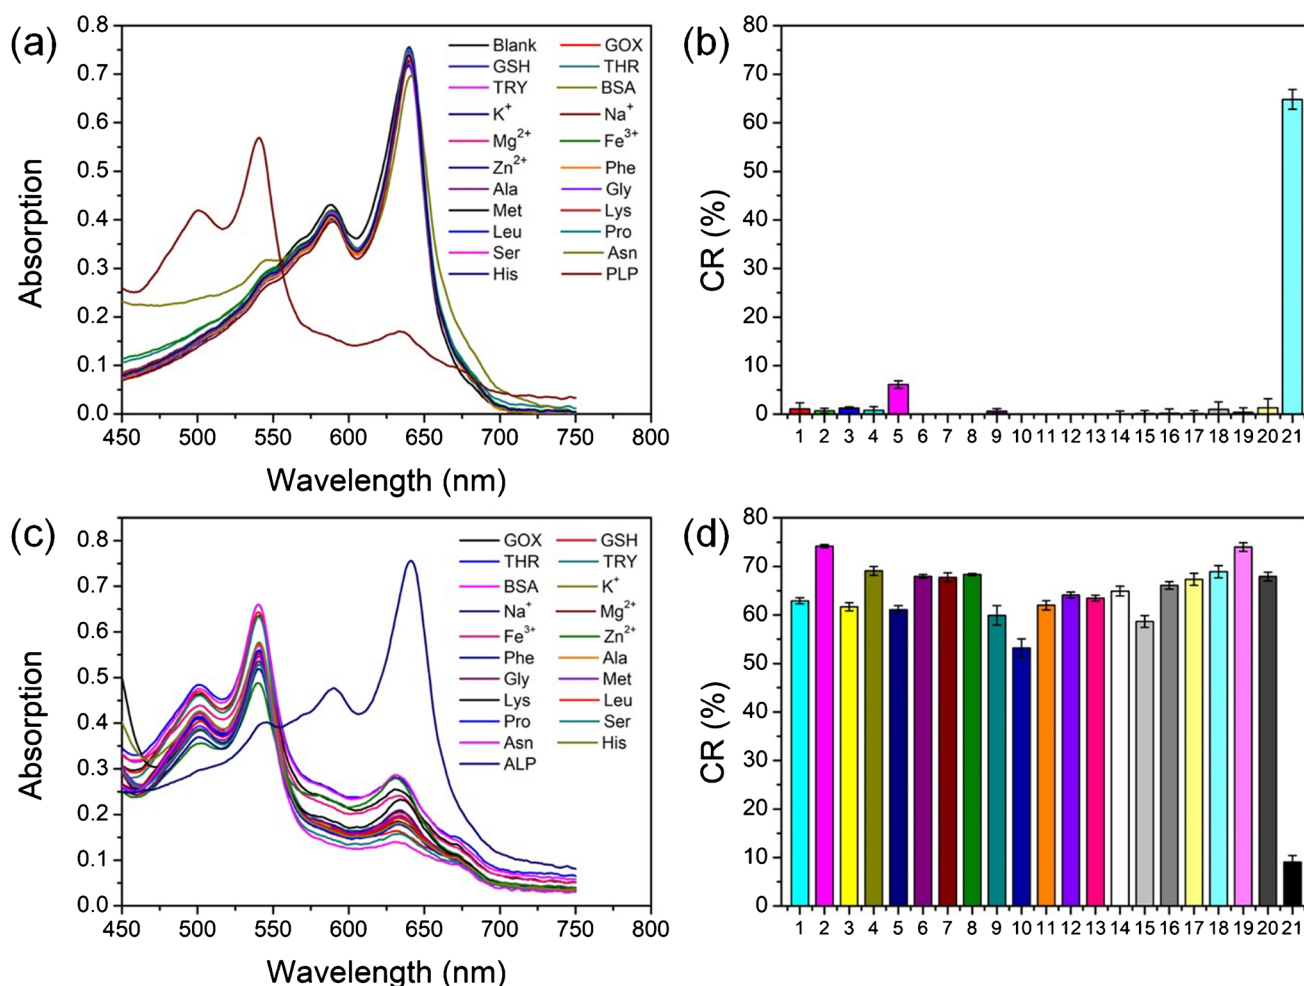 (a)
Absorption
0.8
0.7
0.6
0.5
0.4
0.3
0.2
0.1
0.0
450 500 550 600 650 700 750 800
Wavelength (nm)
Blank GOX
GSH THR
TRY BSA
K+ Na+
Mg2+ Fe3+
Zn2+ Phe
Ala Gly
Met Lys
Leu Pro
Ser Asn
His PLP
(b)
CR (%)
80
70
60
50
40
30
20
10
0
1 2 3 4 5 6 7 8 9 10 11 12 13 14 15 16 17 18 19 20 21
(c)
Absorption
0.8
0.7
0.6
0.5
0.4
0.3
0.2
0.1
0.0
450 500 550 600 650 700 750 800
Wavelength (nm)
GOX GSH
THR TRY
BSA K+
Na+ Mg2+
Fe3+ Zn2+
Phe Ala
Gly Met
Lys Leu
Pro Ser
Asn His
ALP
(d)
CR (%)
80
70
60
50
40
30
20
10
0
1 2 3 4 5 6 7 8 9 10 11 12 13 14 15 16 17 18 19 20 21